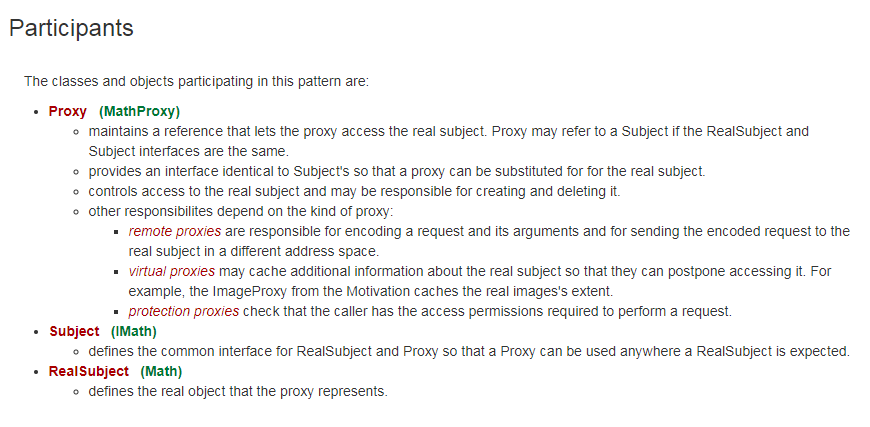 Participants
The classes and objects participating in this pattern are:
Proxy (MathProxy)
maintains a reference that lets the proxy access the real subject. Proxy may refer to a Subject if the RealSubject and
Subject interfaces are the same.
provides an interface identical to Subject's so that a proxy can be substituted for for the real subject.
controls access to the real subject and may be responsible for creating and deleting it.
other responsibilites depend on the kind of proxy:
remote proxies are responsible for encoding a request and its arguments and for sending the encoded request to the
real subject in a different address space.
virtual proxies may cache additional information about the real subject so that they can postpone accessing it. For
example, the ImageProxy from the Motivation caches the real images's extent.
protection proxies check that the caller has the access permissions required to perform a request.
Subject (IMath)
defines the common interface for RealSubject and Proxy so that a Proxy can be used anywhere a RealSubject is expected.
RealSubject (Math)
defines the real object that the proxy represents.